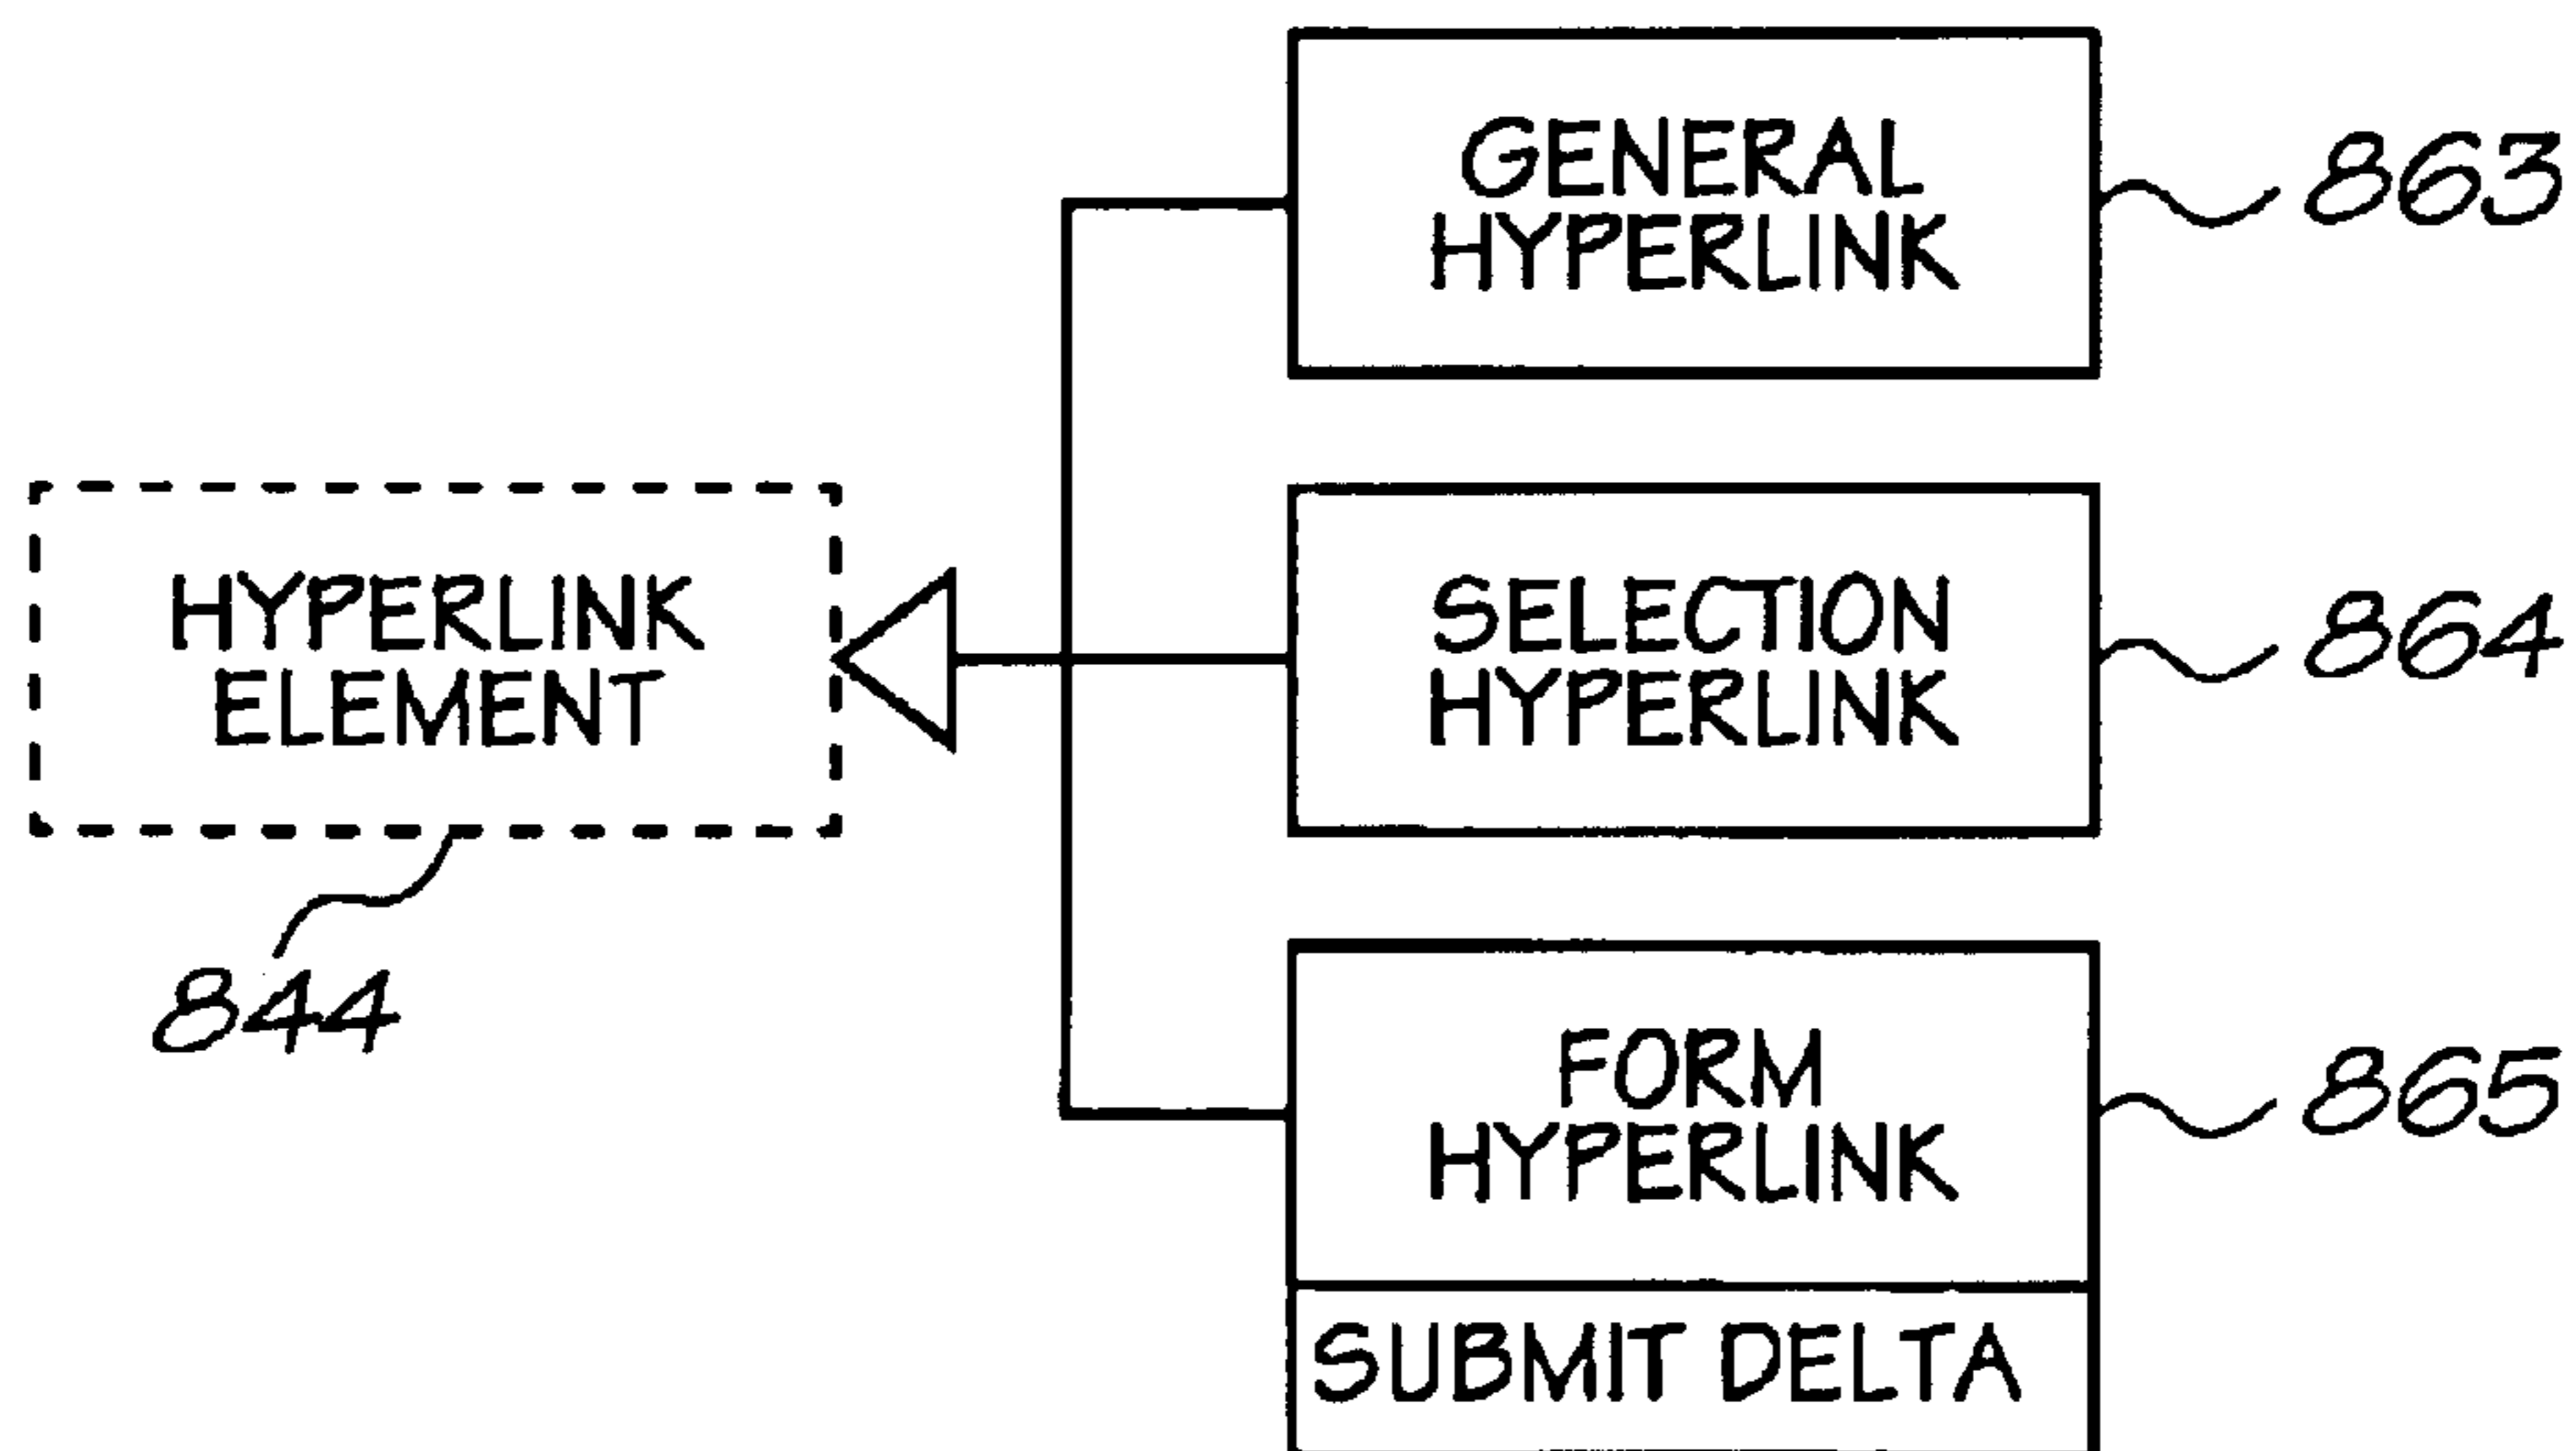 GENERAL
HYPERLINK
863
HYPERLINK
ELEMENT
844
SELECTION
HYPERLINK
864
FORM
HYPERLINK
865
SUBMIT DELTA